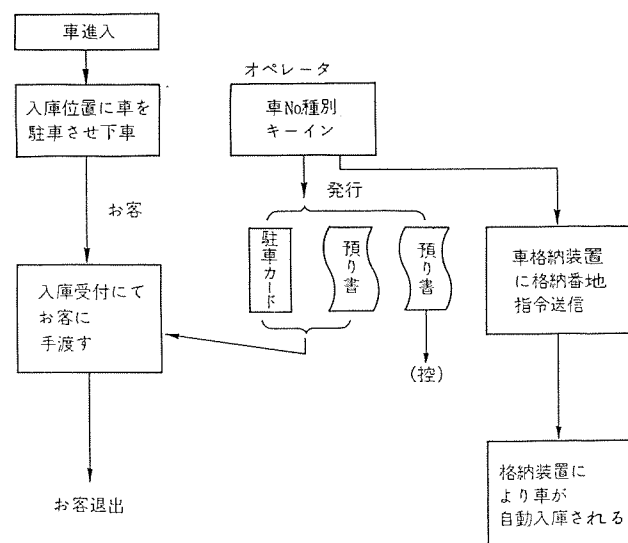 車進入
入庫位置に車を
駐車させ下車
お客
入庫受付にて
お客に
手渡す
お客退出
オペレータ
車No.種別
キーイン
発行
駐車カード
預り書
預り書
(控)
車格納装置
に格納番地
指令送信
格納装置に
より車が
自動入庫される